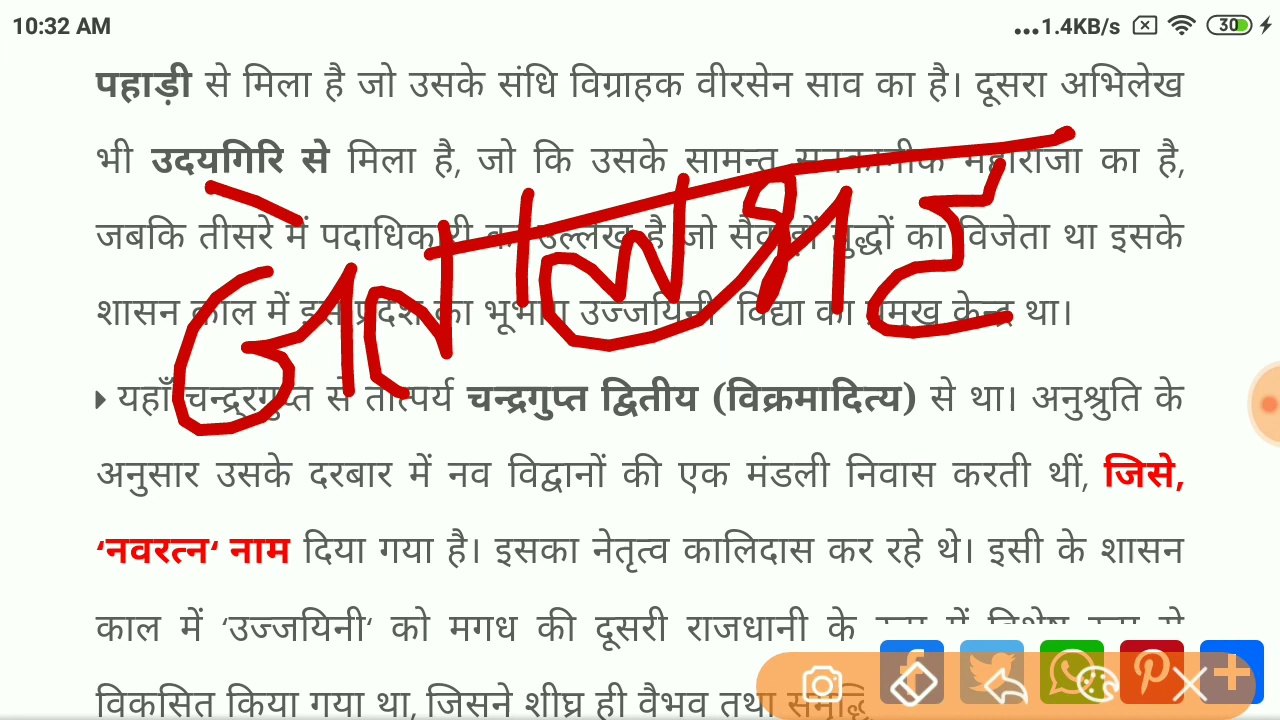 10:32 AM
...1.4KB/s 30
पहाड़ी से मिला है जो उसके संधि विग्राहक वीरसेन साव का है। दूसरा अभिलेख
भी उदयगिरि से मिला है, जो कि उसके सामन्त महाराजा का है,
जबकि तीसरे में पदाधिकारी का उल्लेख है जो युद्धों का विजेता था इसके
शासन काल में इस प्रदेश का भूभाग उज्जयिनी विद्या का प्रमुख केन्द्र था।
यहाँ चन्द्ररगुप्त से तात्पर्य चन्द्रगुप्त द्वितीय (विक्रमादित्य) से था। अनुश्रुति के
अनुसार उसके दरबार में नव विद्वानों की एक मंडली निवास करती थीं, जिसे,
‘नवरत्न‘ नाम दिया गया है। इसका नेतृत्व कालिदास कर रहे थे। इसी के शासन
काल में ‘उज्जयिनी‘ को मगध की दूसरी राजधानी के
विकसित किया गया था, जिसने शीघ्र ही वैभव तथा